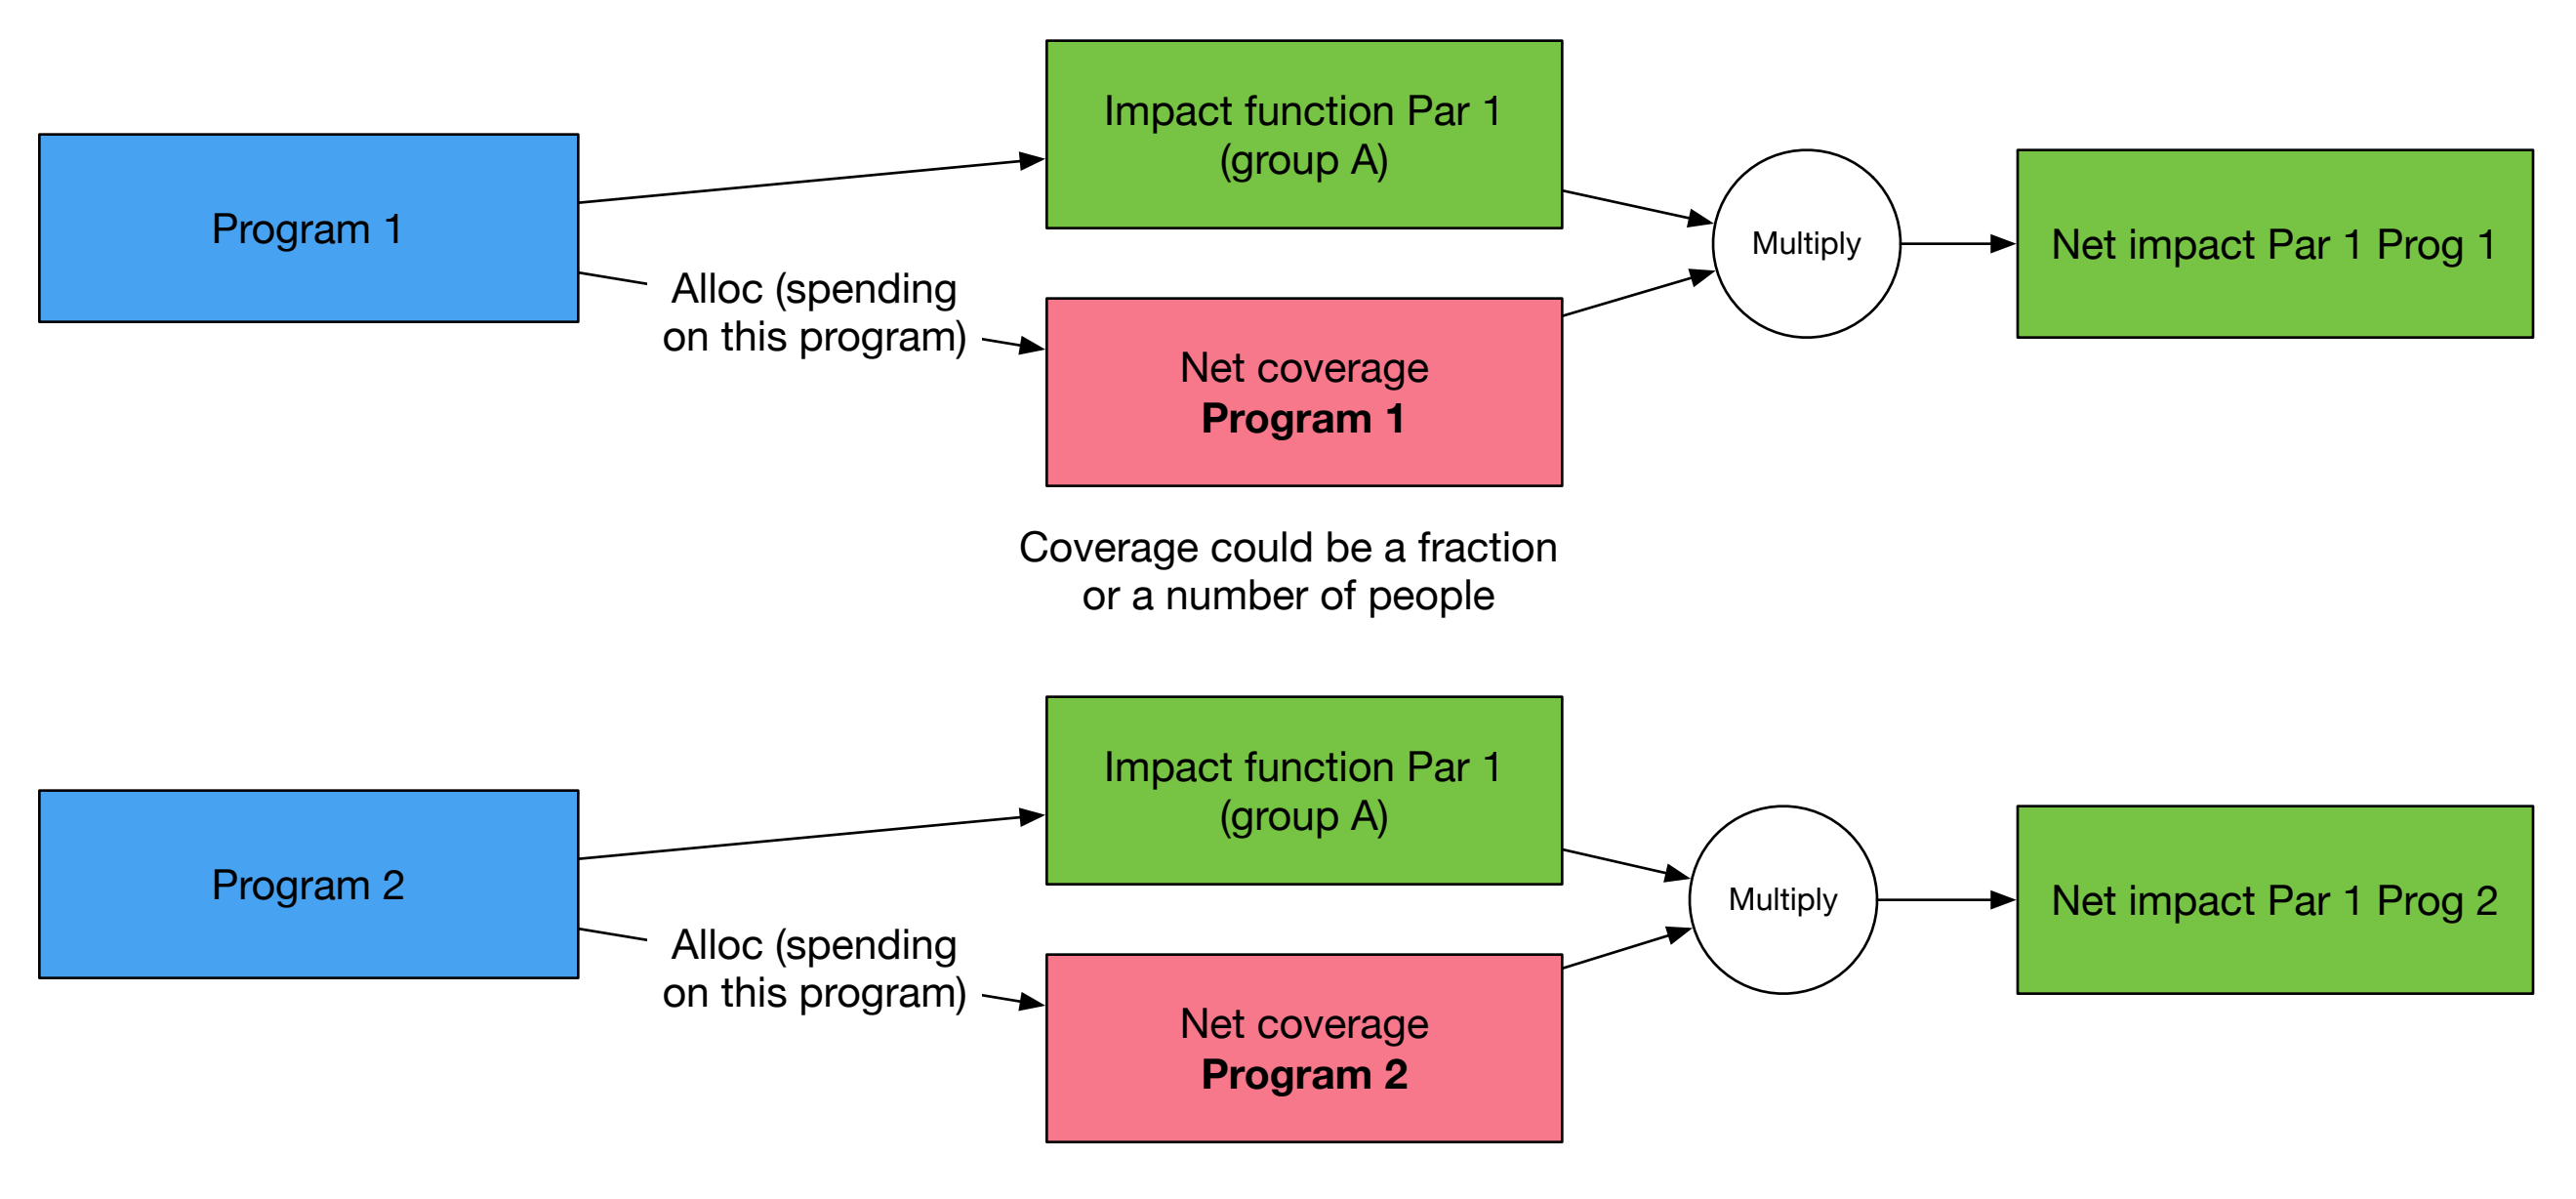 Impact function Par 1
(group A)
Program 1
Multiply
Net impact Par 1 Prog 1
Alloc (spending
on this program)
Net coverage
Program 1
Coverage could be a fraction
or a number of people
Impact function Par 1
(group A)
Program 2
Multiply
Net impact Par 1 Prog 2
Alloc (spending
on this program)
Net coverage
Program 2